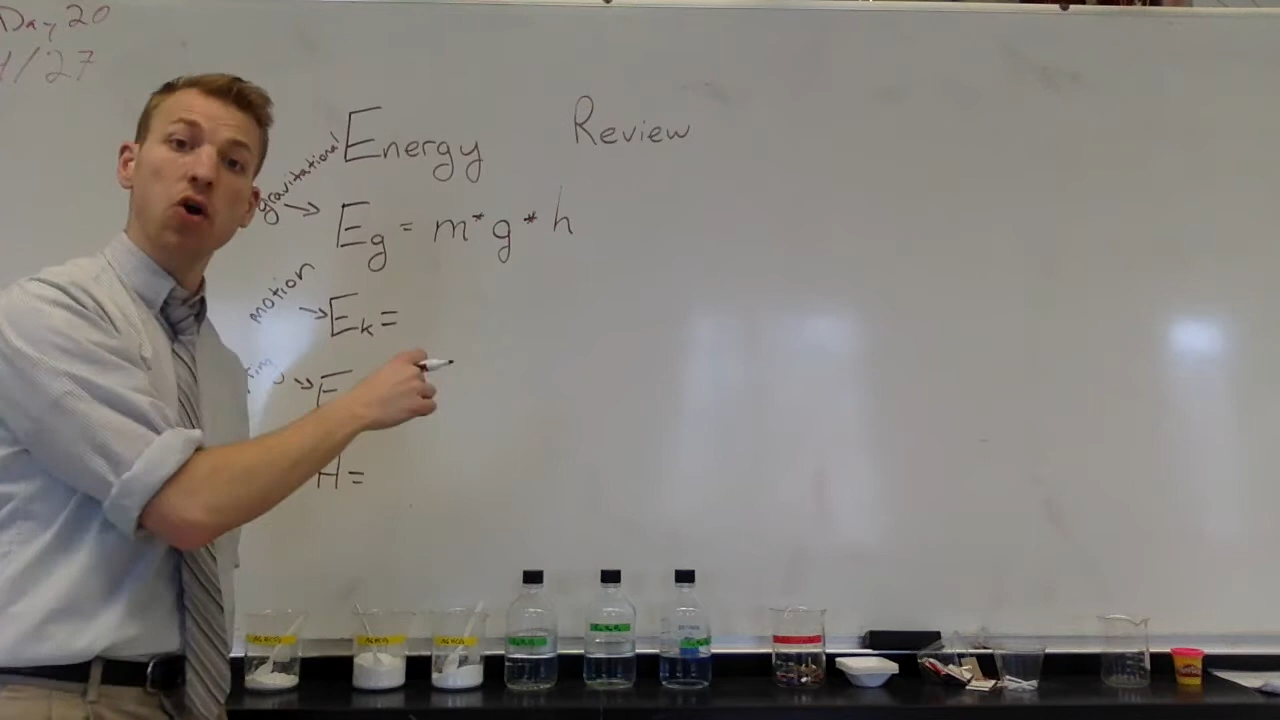 Day 20
1/27
Energy Review
gravitational
Eg = m*g*h
motion
Ek =
E
H =